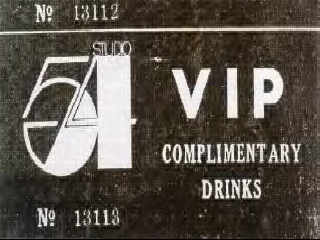 Nº 13112
STUDIO
54
VIP
COMPLIMENTARY
DRINKS
Nº 13113